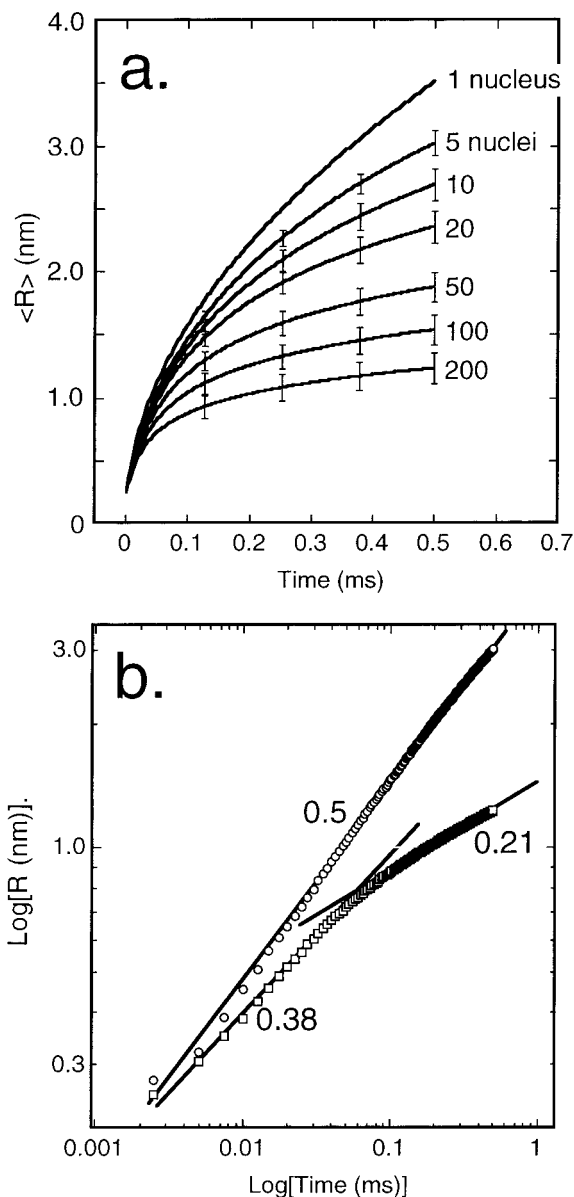 a.
4.0
3.0
2.0
1.0
0
<R> (nm)
1 nucleus
5 nuclei
10
20
50
100
200
0 0.1 0.2 0.3 0.4 0.5 0.6 0.7
Time (ms)
b.
3.0
1.0
0.3
Log[R (nm)].
0.5
0.21
0.38
0.001 0.01 0.1 1
Log[Time (ms)]